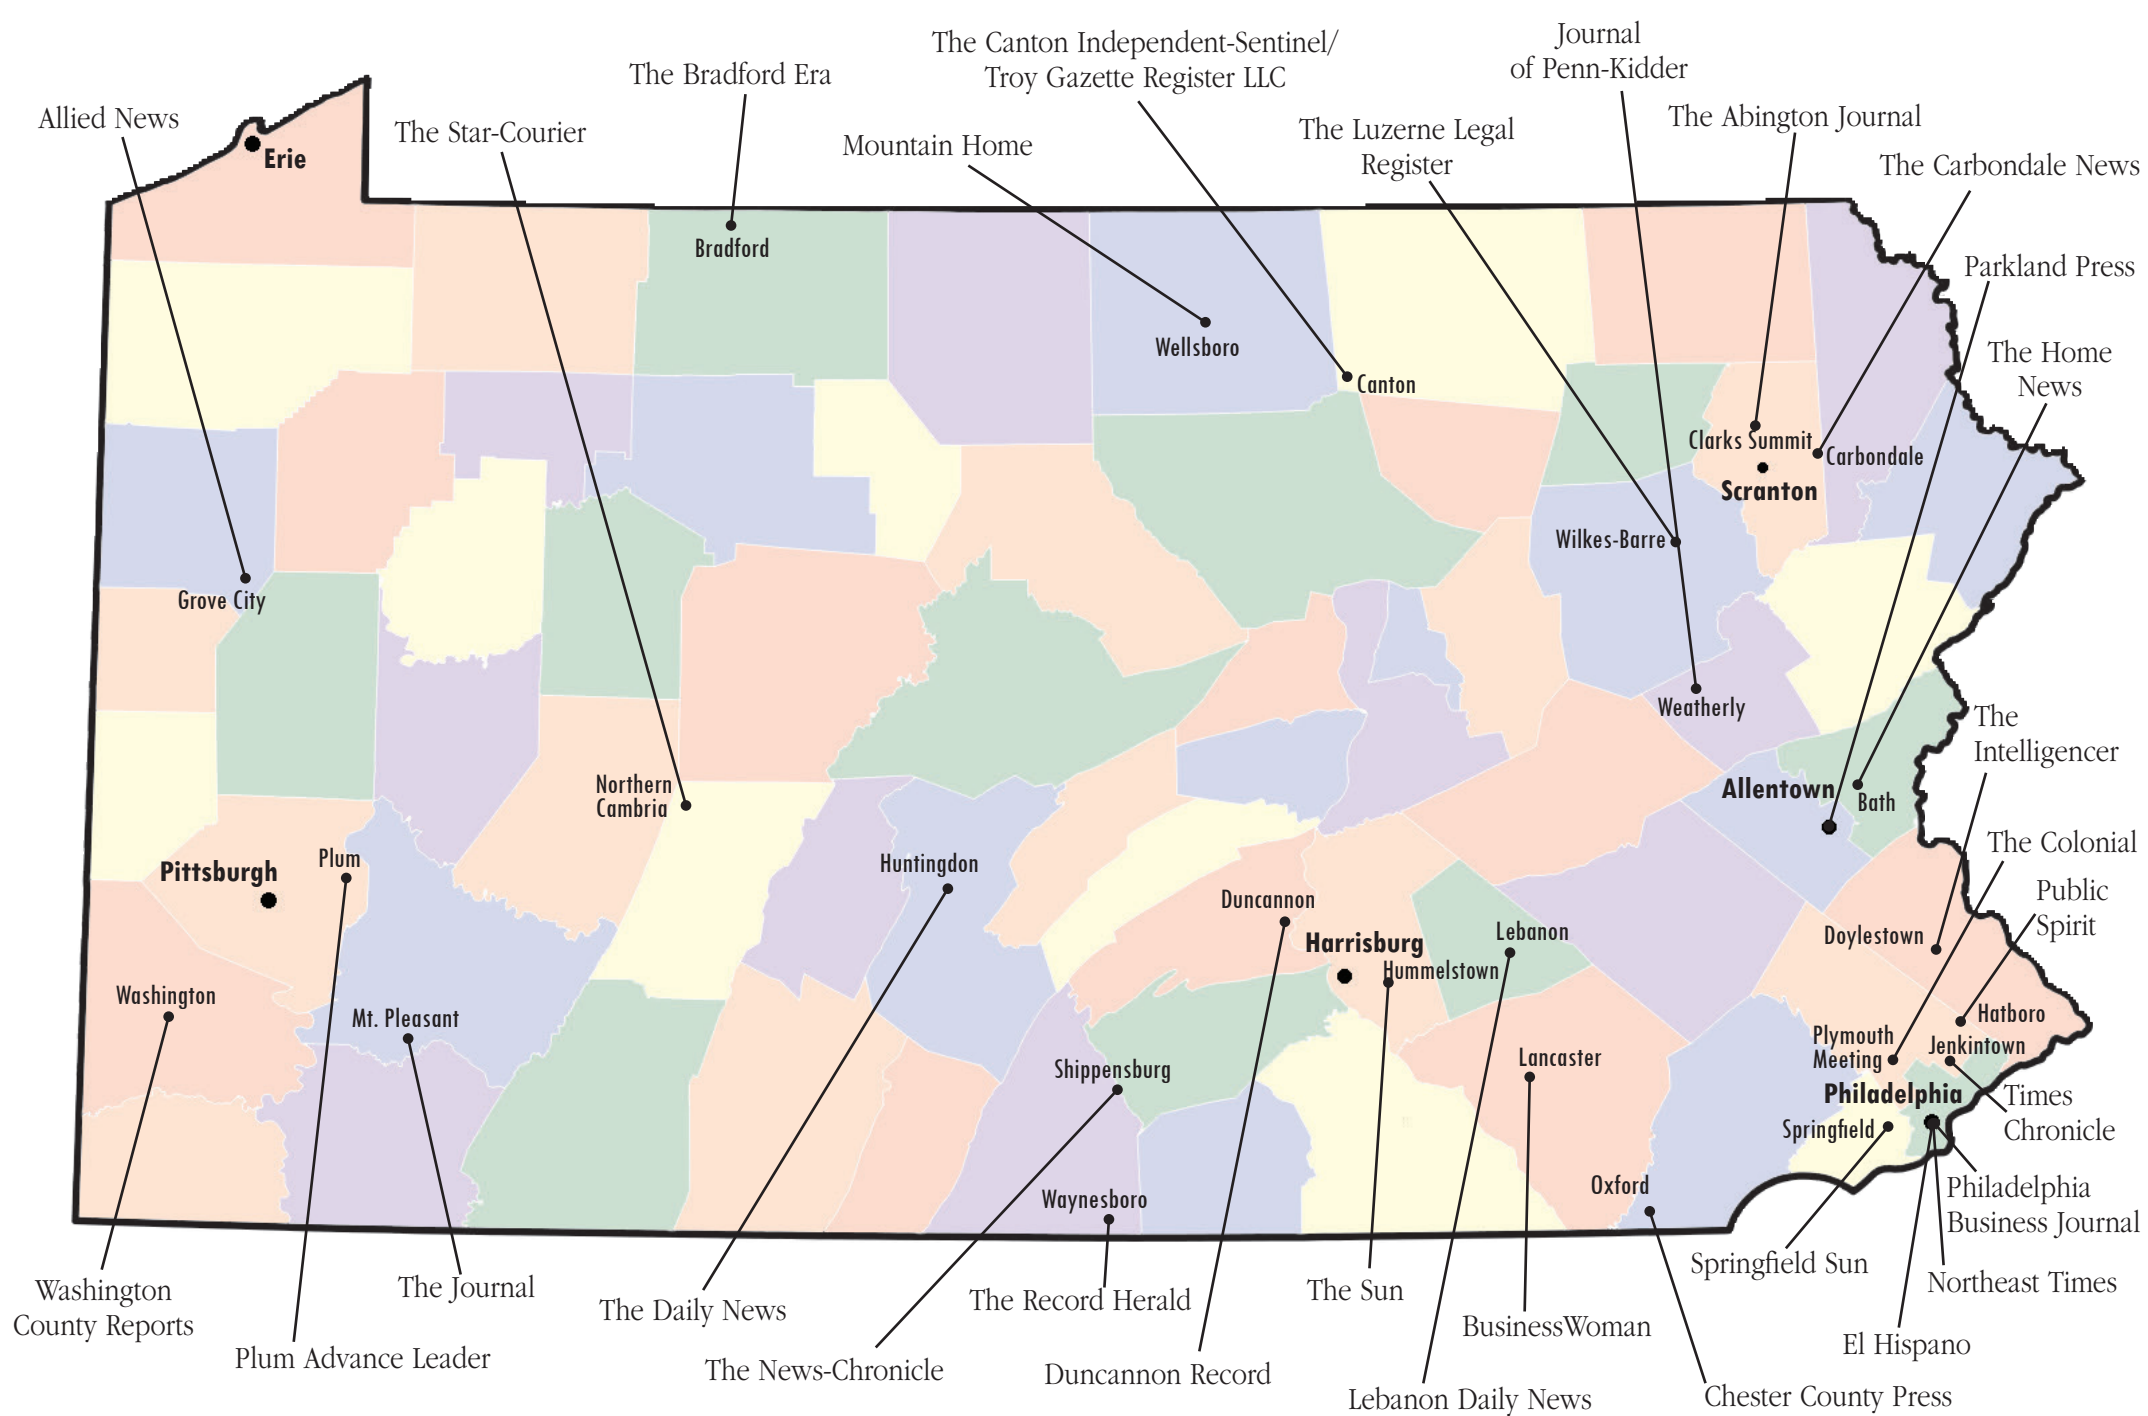 Journal
of Penn-Kidder
The Canton Independent-Sentinel/
Troy Gazette Register LLC
The Bradford Era
Allied News
The Star-Courier
Mountain Home
The Luzerne Legal
Register
The Abington Journal
The Carbondale News
Erie
Bradford
Parkland Press
Wellsboro
Canton
The Home
News
Clarks Summit
Carbondale
Scranton
Wilkes-Barre
Grove City
Weatherly
The
Intelligencer
Northern
Cambria
Allentown
Bath
The Colonial
Pittsburgh
Plum
Huntingdon
Duncannon
Public
Spirit
Harrisburg
Lebanon
Doylestown
Hummelstown
Washington
Mt. Pleasant
Hatboro
Plymouth
Meeting
Jenkintown
Shippensburg
Lancaster
Philadelphia
Times
Chronicle
Springfield
Oxford
Waynesboro
Philadelphia
Business Journal
Springfield Sun
Northeast Times
Washington
County Reports
The Journal
The Daily News
The Record Herald
The Sun
BusinessWoman
El Hispano
Plum Advance Leader
The News-Chronicle
Duncannon Record
Lebanon Daily News
Chester County Press